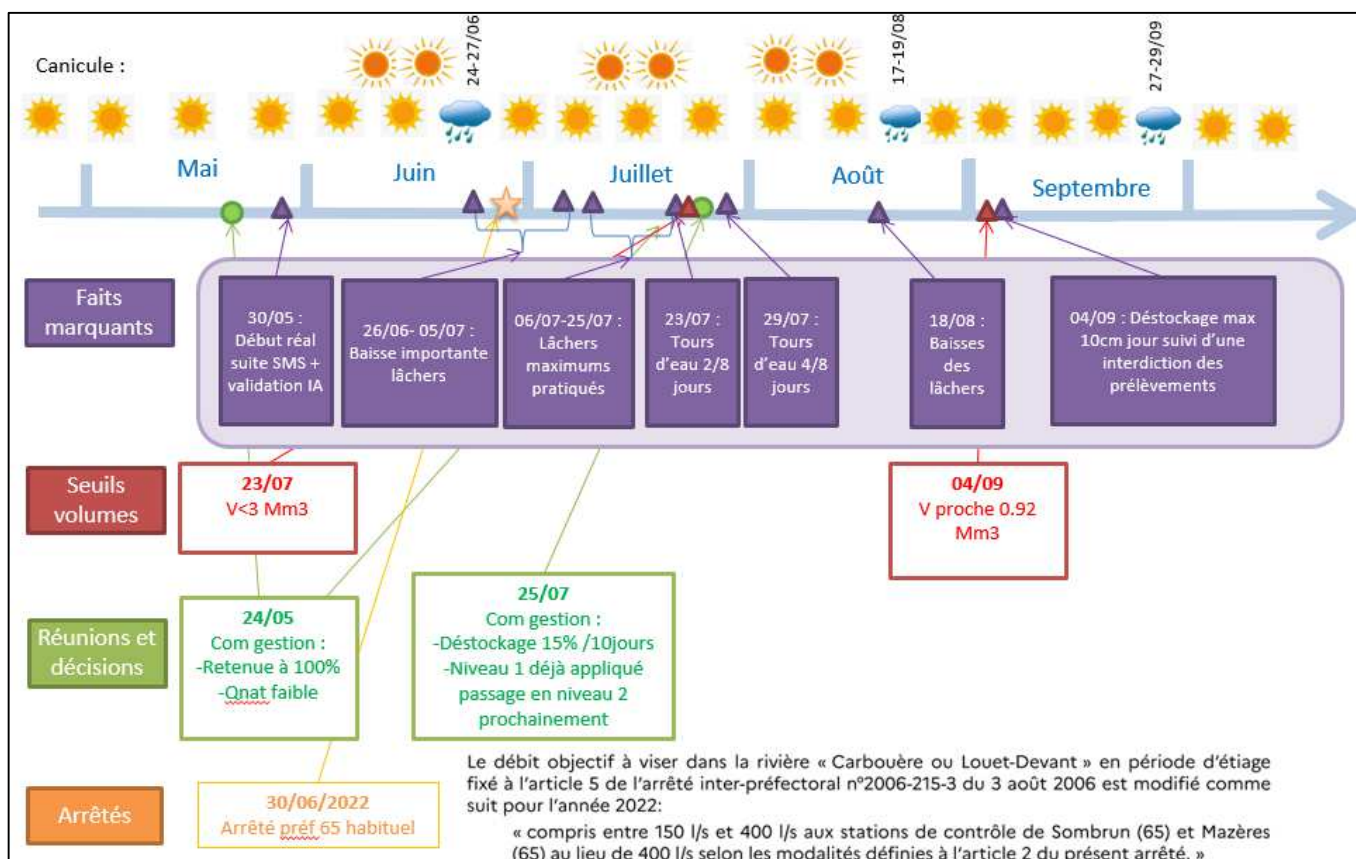 Canicule :
24-27/06
17-19/08
27-29/09
Mai
Juin
Juillet
Août
Septembre
Faits
marquants
30/05 :
Début réal
suite SMS +
validation IA
26/06- 05/07 :
Baisse importante
lâchers
06/07-25/07 :
Lâchers
maximums
pratiqués
23/07 :
Tours
d'eau 2/8
jours
29/07 :
Tours
d'eau 4/8
jours
18/08 :
Baisses
des
lâchers
04/09 : Déstockage max
10cm jour suivi d'une
interdiction des
prélèvements
Seuils
volumes
23/07
V<3 Mm3
04/09
V proche 0.92
Mm3
Réunions et
décisions
24/05
Com gestion :
-Retenue à 100%
-Qnat faible
25/07
Com gestion :
-Déstockage 15% /10jours
-Niveau 1 déjà appliqué
passage en niveau 2
prochainement
Arrêtés
30/06/2022
Arrêté préf 65 habituel
Le débit objectif à viser dans la rivière « Carbouère ou Louet-Devant » en période d'étiage
fixé à l'article 5 de l'arrêté inter-préfectoral n°2006-215-3 du 3 août 2006 est modifié comme
suit pour l'année 2022:
« compris entre 150 l/s et 400 l/s aux stations de contrôle de Sombrun (65) et Mazères
(65) au lieu de 400 l/s selon les modalités définies à l'article 2 du présent arrêté. »